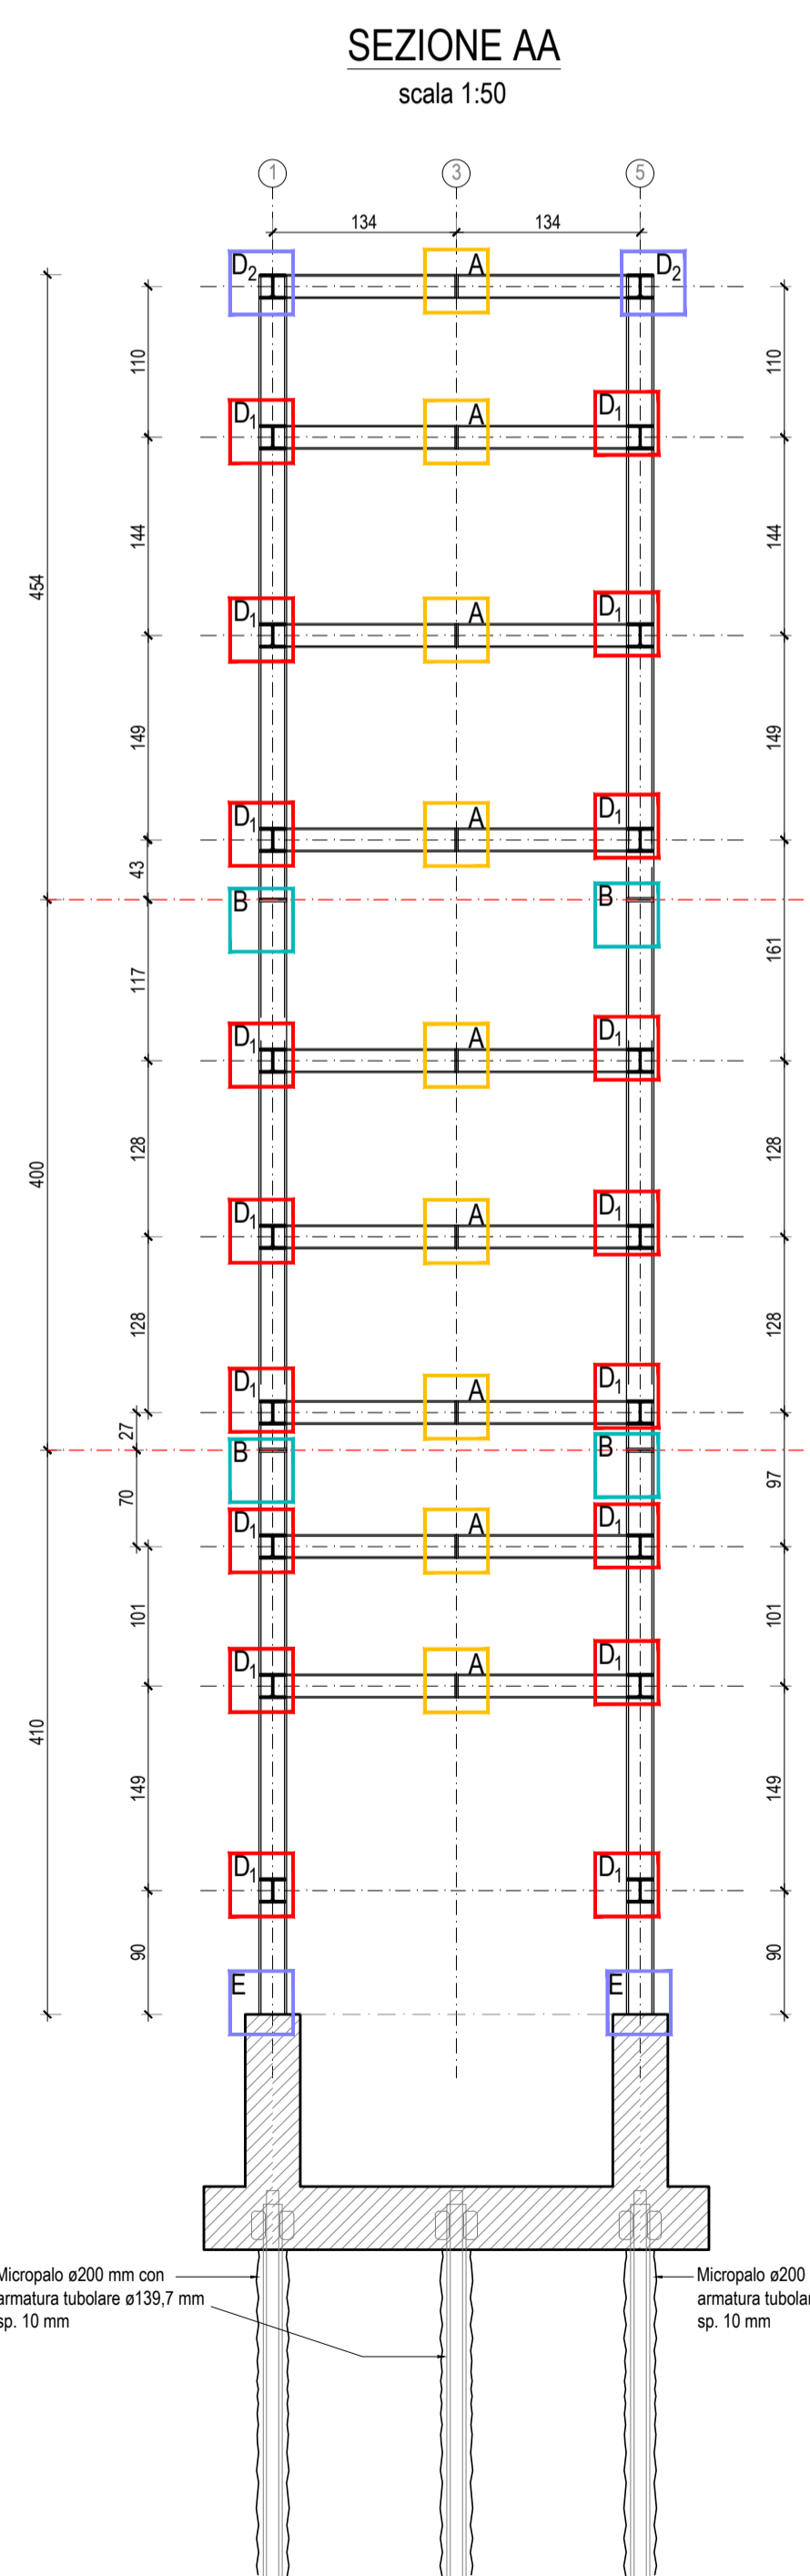 SEZIONE AA
scala 1:50
1 3 5
134 134
D2 A D2
110 110
D1 A D1
144 144
454
D1 A D1
149 149
D1 A D1
43
B B
117 161
D1 A D1
128 128
400
D1 A D1
128 128
D1 A D1
27
B B
97
70
D1 A D1
101 101
D1 A D1
410
149 149
D1 D1
90 90
E E
Micropalo ø200 mm con
armatura tubolare ø139,7 mm
sp. 10 mm
Micropalo ø200
armatura tubolar
sp. 10 mm